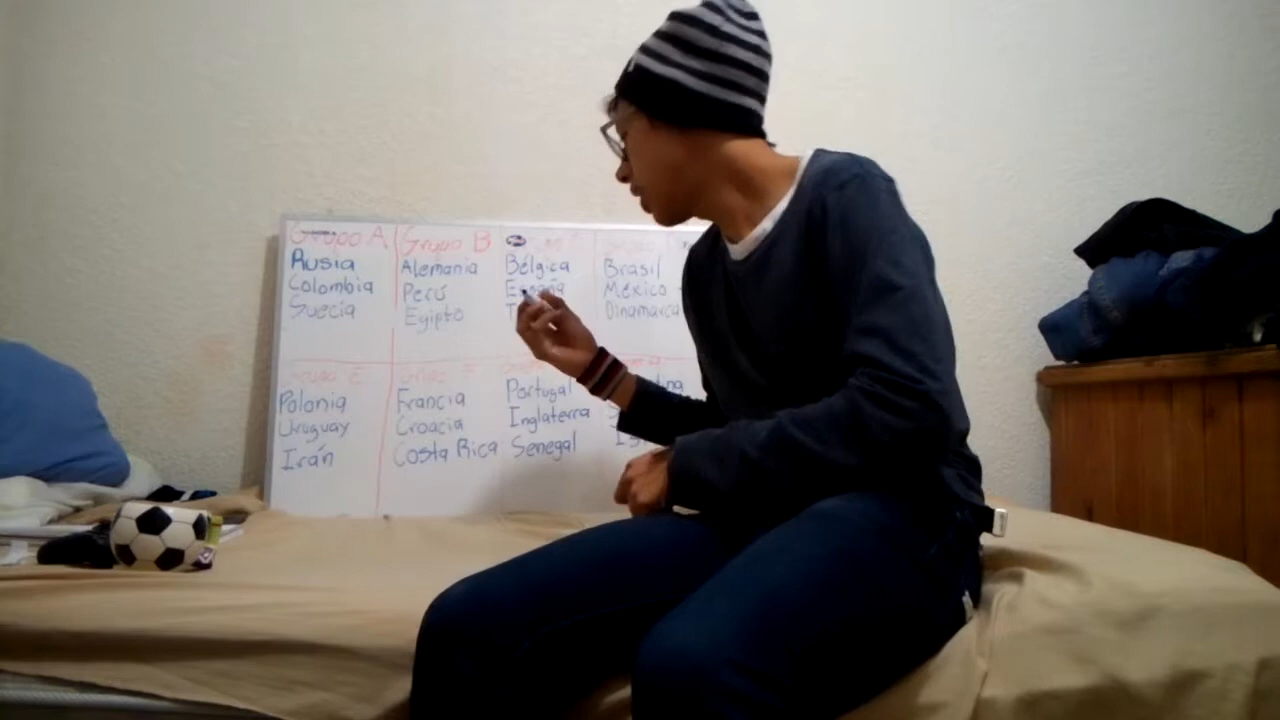 Grupo A
Rusia
Colombia
Suecia
Grupo B
Alemania
Perú
Egipto
Bélgica
España
Brasil
México
Dinamarca
Polonia
Uruguay
Irán
Francia
Croacia
Costa Rica
Portugal
Inglaterra
Senegal